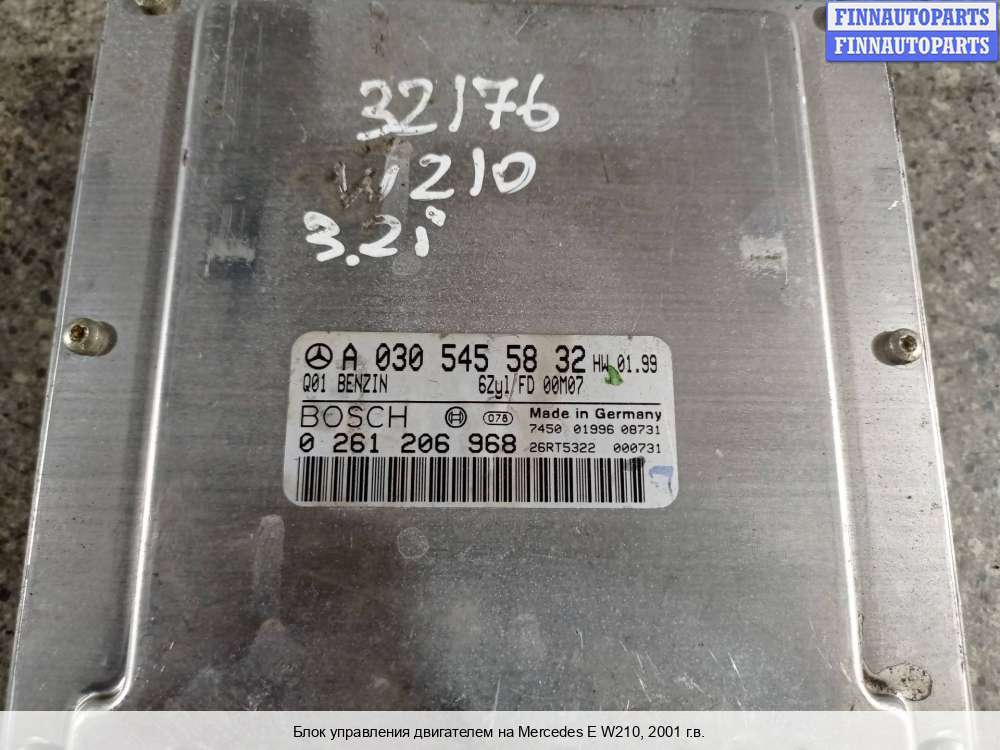 FINNAUTOPARTS
FINNAUTOPARTS
32176
W210
3.2i
A 030 545 58 32 HW 01.99
Q01 BENZIN 6Zyl/FD 00M07
BOSCH 078 Made in Germany
7450 01996 08731
0 261 206 968 26RT5322 000731
Блок управления двигателем на Mercedes E W210, 2001 г.в.